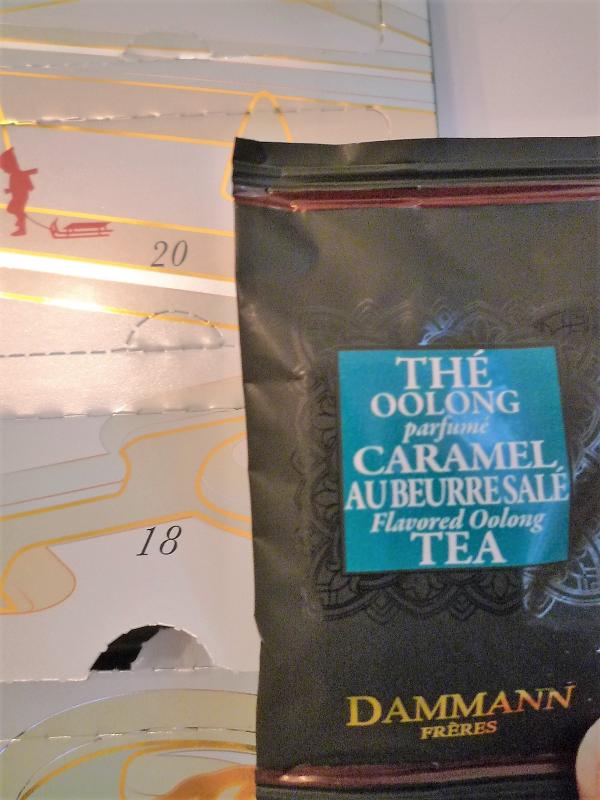 20
18
THÉ
OOLONG
parfumé
CARAMEL
AU BEURRE SALÉ
Flavored Oolong
TEA
DAMMANN
FRÈRES